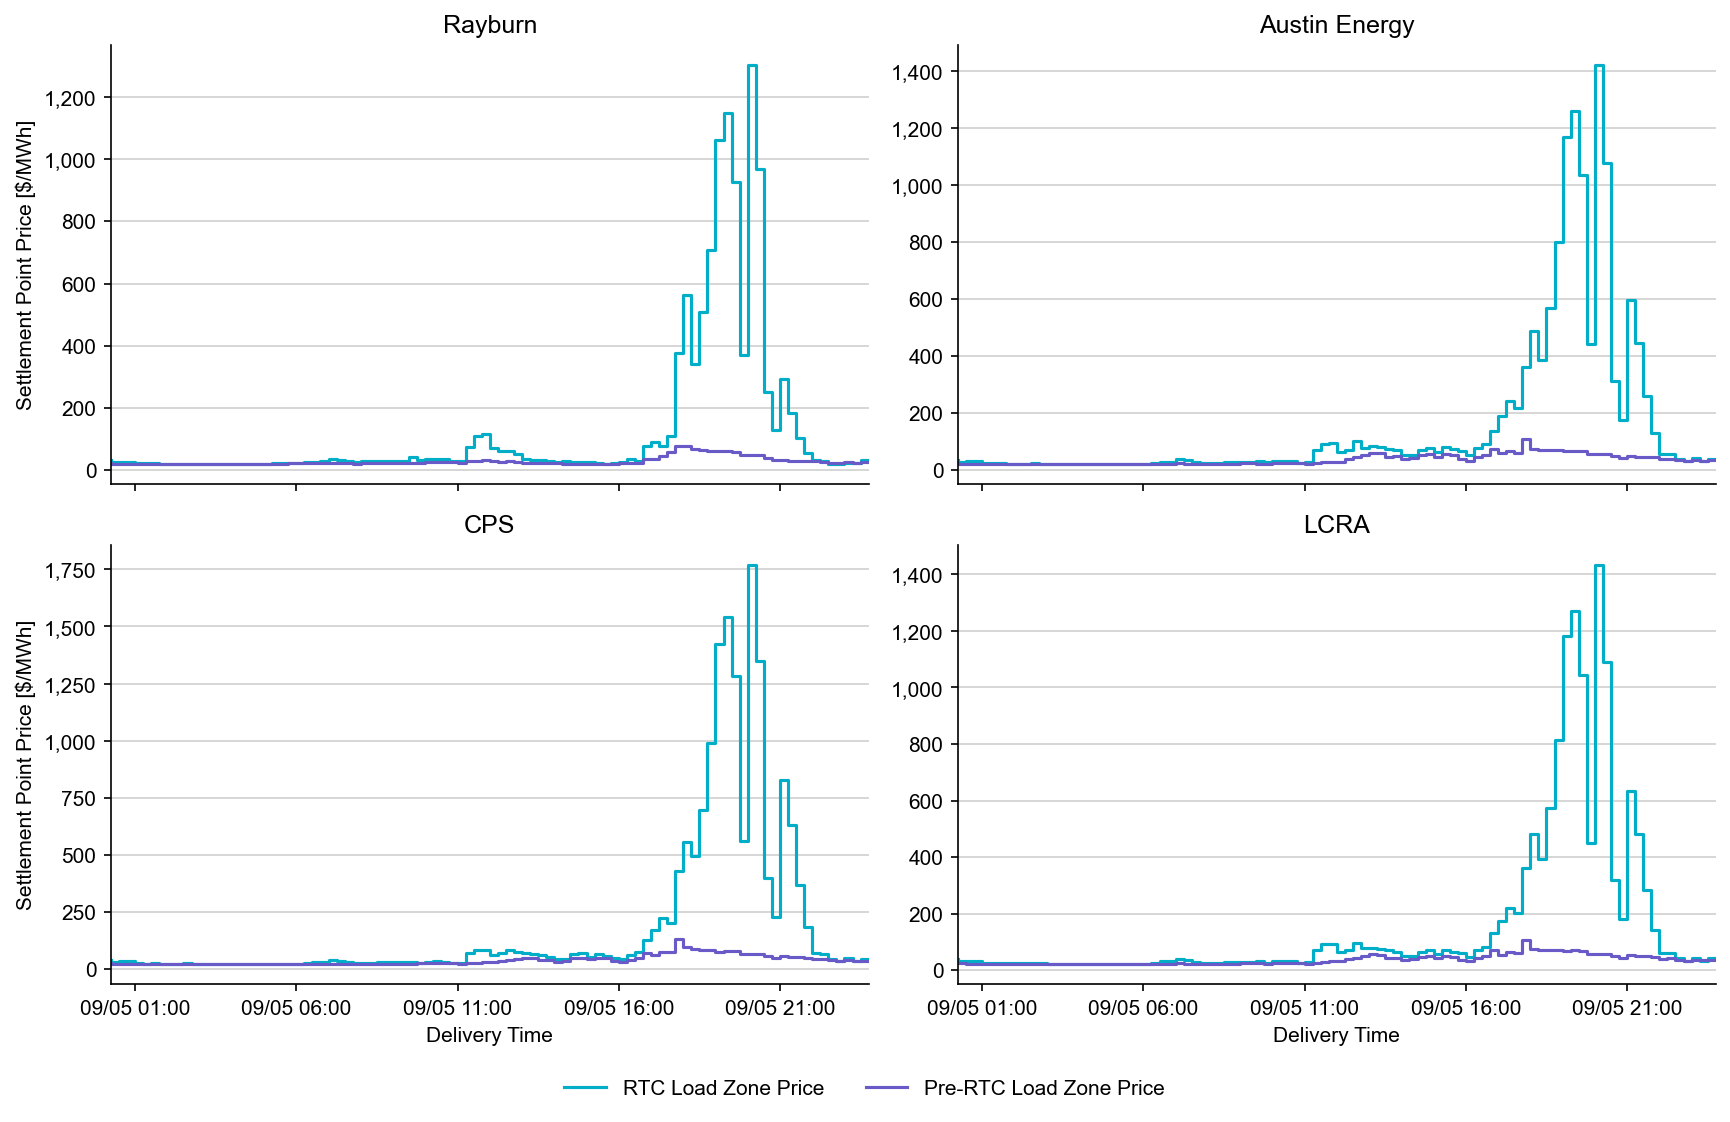 Rayburn
Settlement Point Price [$/MWh]
1,200
1,000
800
600
400
200
0
Austin Energy
1,400
1,200
1,000
800
600
400
200
0
CPS
Settlement Point Price [$/MWh]
1,750
1,500
1,250
1,000
750
500
250
0
09/05 01:00 09/05 06:00 09/05 11:00 09/05 16:00 09/05 21:00
Delivery Time
LCRA
1,400
1,200
1,000
800
600
400
200
0
09/05 01:00 09/05 06:00 09/05 11:00 09/05 16:00 09/05 21:00
Delivery Time
RTC Load Zone Price Pre-RTC Load Zone Price